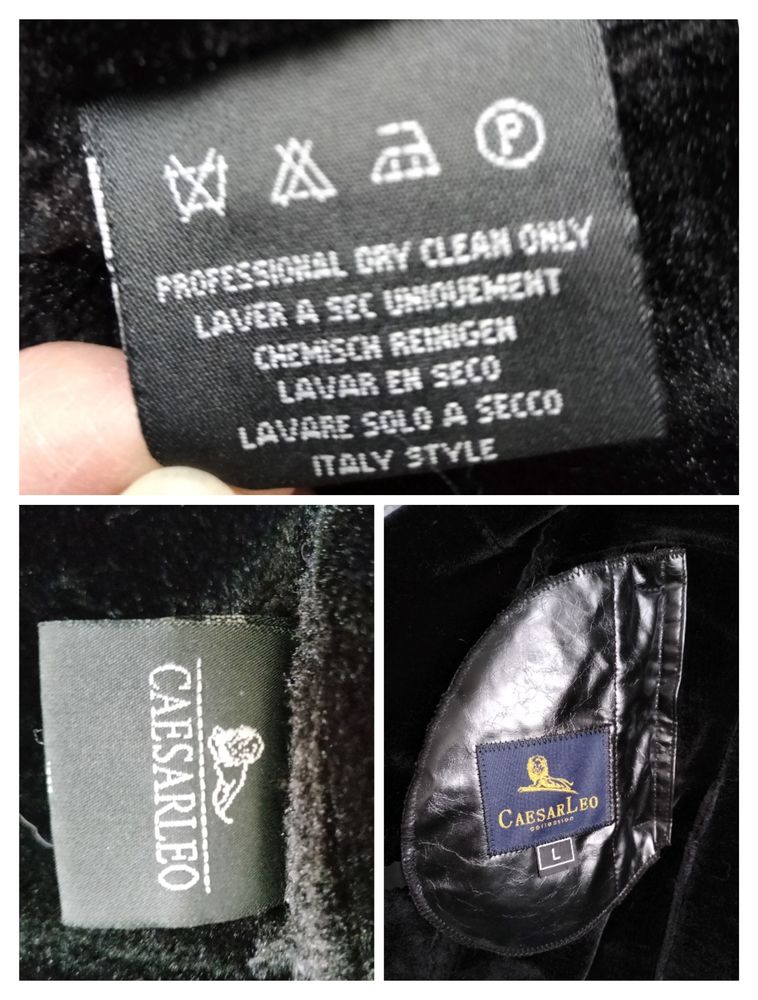 P
PROFESSIONAL DRY CLEAN ONLY
LAVER A SEC UNIQUEMENT
CHEMISCH REINIGEN
LAVAR EN SECO
LAVARE SOLO A SECCO
ITALY STYLE
CAESARLEO
CAESARLEO
collection
L